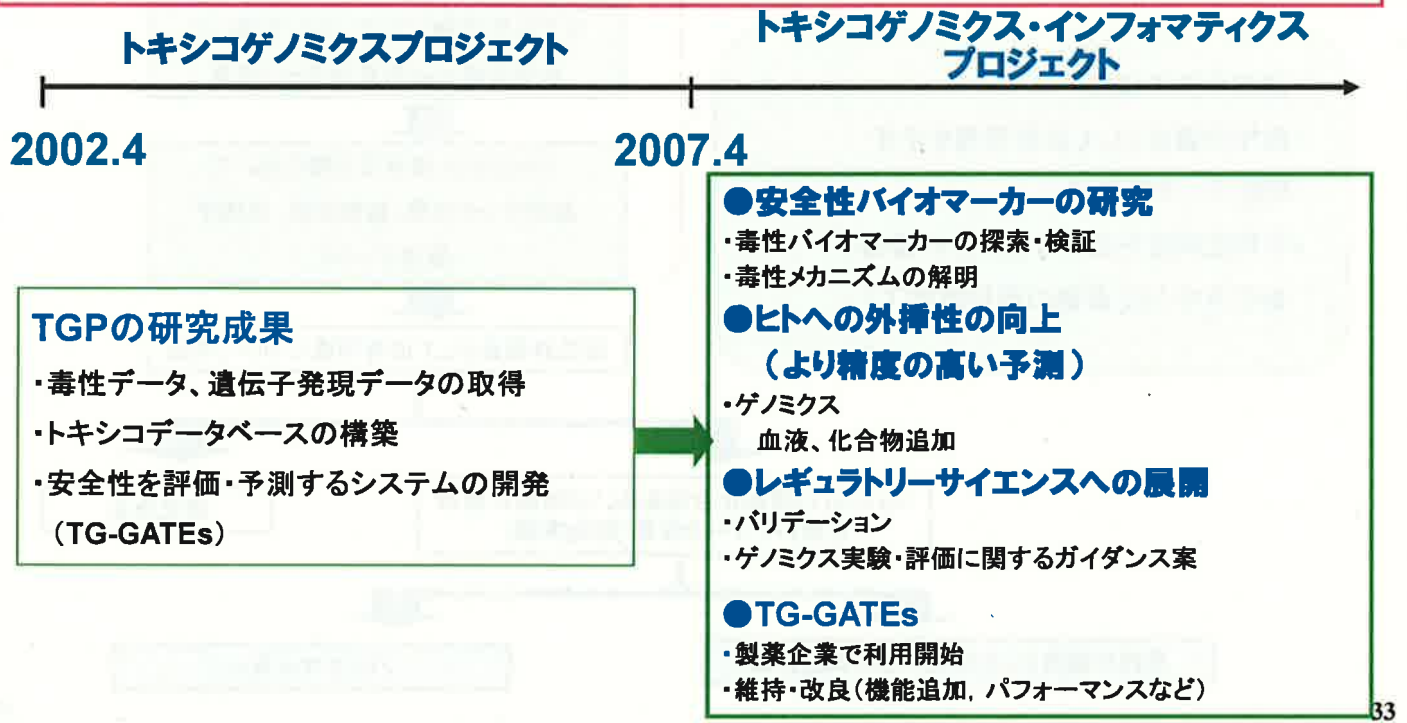 トキシコゲノミクスプロジェクト
トキシコゲノミクス・インフォマティクス
プロジェクト
2002.4
2007.4
TGPの研究成果
・毒性データ、遺伝子発現データの取得
・トキシコデータベースの構築
・安全性を評価・予測するシステムの開発
（TG-GATEs）
●安全性バイオマーカーの研究
・毒性バイオマーカーの探索・検証
・毒性メカニズムの解明
●ヒトへの外挿性の向上
（より精度の高い予測）
・ゲノミクス
血液、化合物追加
●レギュラトリーサイエンスへの展開
・バリデーション
・ゲノミクス実験・評価に関するガイダンス案
●TG-GATEs
・製薬企業で利用開始
・維持・改良（機能追加，パフォーマンスなど）
33